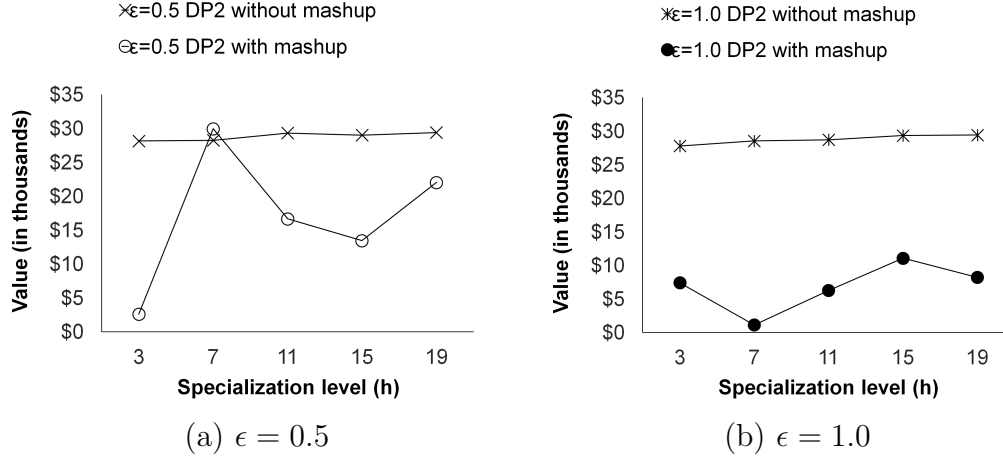 ε=0.5 DP2 without mashup
ε=0.5 DP2 with mashup
$35
$30
$25
$20
$15
$10
$5
$0
Value (in thousands)
3 7 11 15 19
Specialization level (h)
(a) ϵ = 0.5
ε=1.0 DP2 without mashup
ε=1.0 DP2 with mashup
$35
$30
$25
$20
$15
$10
$5
$0
Value (in thousands)
3 7 11 15 19
Specialization level (h)
(b) ϵ = 1.0